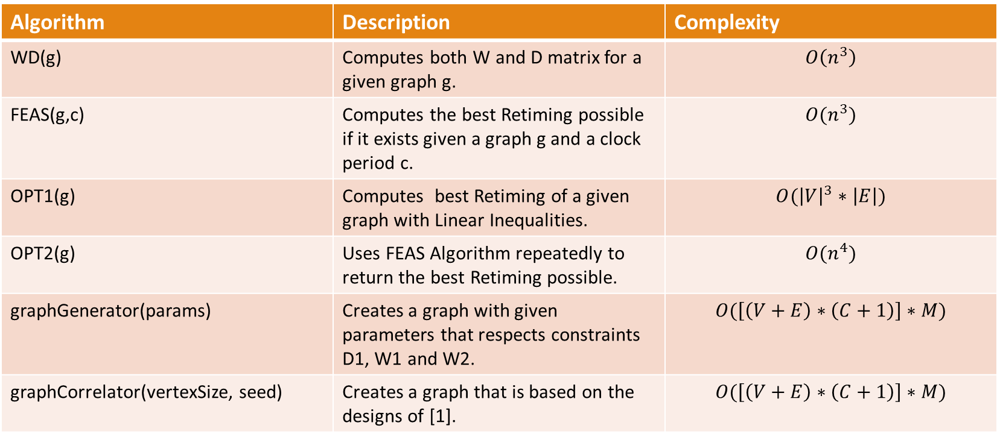 Algorithm Description Complexity
WD(g) Computes both W and D matrix for a O(n³)
given graph g.
FEAS(g,c) Computes the best Retiming possible O(n³)
if it exists given a graph g and a clock
period c.
OPT1(g) Computes  best Retiming of a given O(|V|³ ∗ |E|)
graph with Linear Inequalities.
OPT2(g) Uses FEAS Algorithm repeatedly to O(n⁴)
return the best Retiming possible.
graphGenerator(params) Creates a graph with given O([(V + E) ∗ (C + 1)] ∗ M)
parameters that respects constraints
D1, W1 and W2.
graphCorrelator(vertexSize, seed) Creates a graph that is based on the O([(V + E) ∗ (C + 1)] ∗ M)
designs of [1].